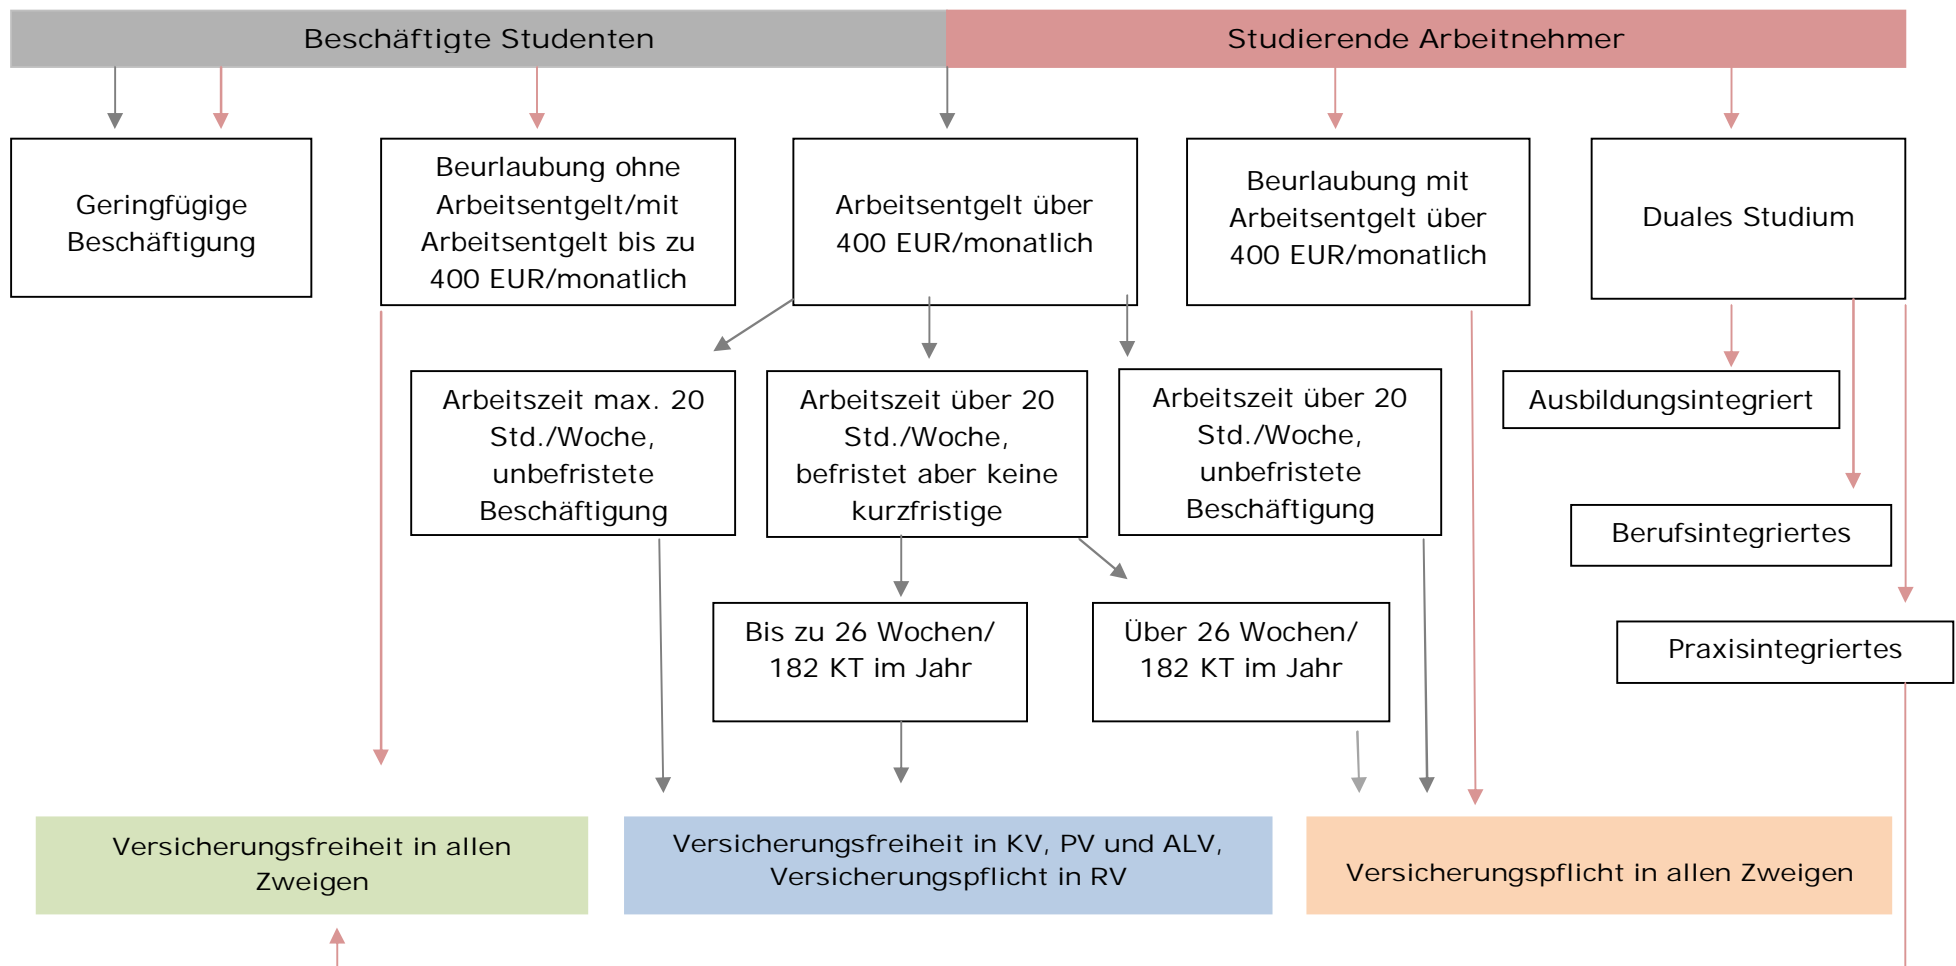 Beschäftigte Studenten
Studierende Arbeitnehmer
Geringfügige
Beschäftigung
Beurlaubung ohne
Arbeitsentgelt/mit
Arbeitsentgelt bis zu
400 EUR/monatlich
Arbeitsentgelt über
400 EUR/monatlich
Beurlaubung mit
Arbeitsentgelt über
400 EUR/monatlich
Duales Studium
Arbeitszeit max. 20
Std./Woche,
unbefristete
Beschäftigung
Arbeitszeit über 20
Std./Woche,
befristet aber keine
kurzfristige
Arbeitszeit über 20
Std./Woche,
unbefristete
Beschäftigung
Ausbildungsintegriert
Berufsintegriertes
Bis zu 26 Wochen/
182 KT im Jahr
Über 26 Wochen/
182 KT im Jahr
Praxisintegriertes
Versicherungsfreiheit in allen
Zweigen
Versicherungsfreiheit in KV, PV und ALV,
Versicherungspflicht in RV
Versicherungspflicht in allen Zweigen